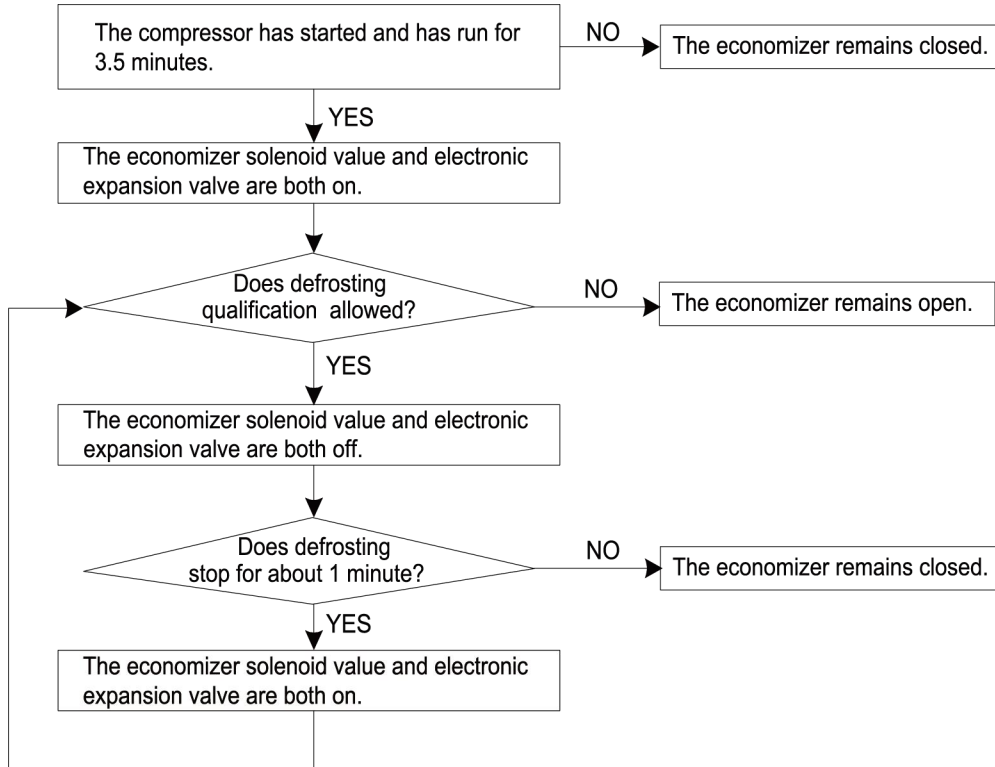 The compressor has started and has run for
3.5 minutes.
NO
The economizer remains closed.
YES
The economizer solenoid value and electronic
expansion valve are both on.
Does defrosting
qualification allowed?
NO
The economizer remains open.
YES
The economizer solenoid value and electronic
expansion valve are both off.
Does defrosting
stop for about 1 minute?
NO
The economizer remains closed.
YES
The economizer solenoid value and electronic
expansion valve are both on.